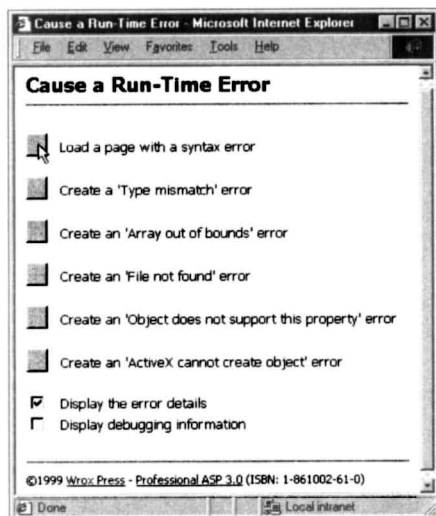 Cause a Run-Time Error - Microsoft Internet Explorer
File Edit View Favorites Tools Help
Cause a Run-Time Error
Load a page with a syntax error
Create a 'Type mismatch' error
Create an 'Array out of bounds' error
Create an 'File not found' error
Create an 'Object does not support this property' error
Create an 'ActiveX cannot create object' error
Display the error details
Display debugging information
©1999 Wrox Press - Professional ASP 3.0 (ISBN: 1-861002-61-0)
Done Local intranet